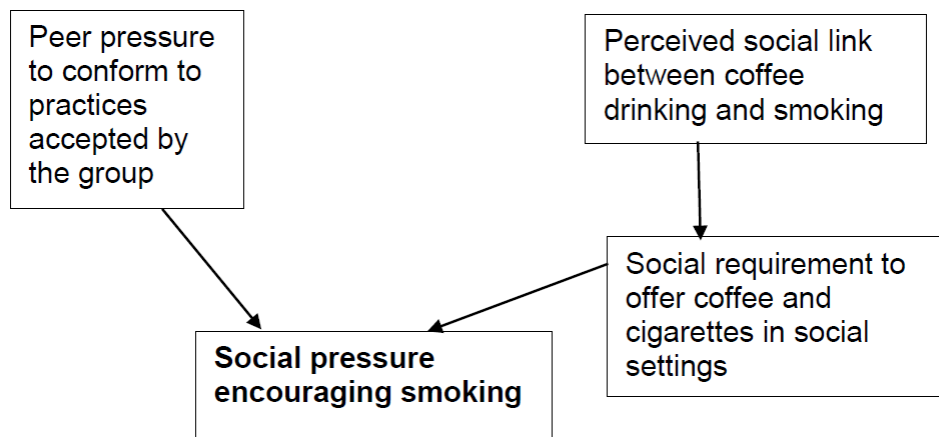 Peer pressure
to conform to
practices
accepted by
the group
Perceived social link
between coffee
drinking and smoking
Social requirement to
offer coffee and
cigarettes in social
settings
Social pressure
encouraging smoking